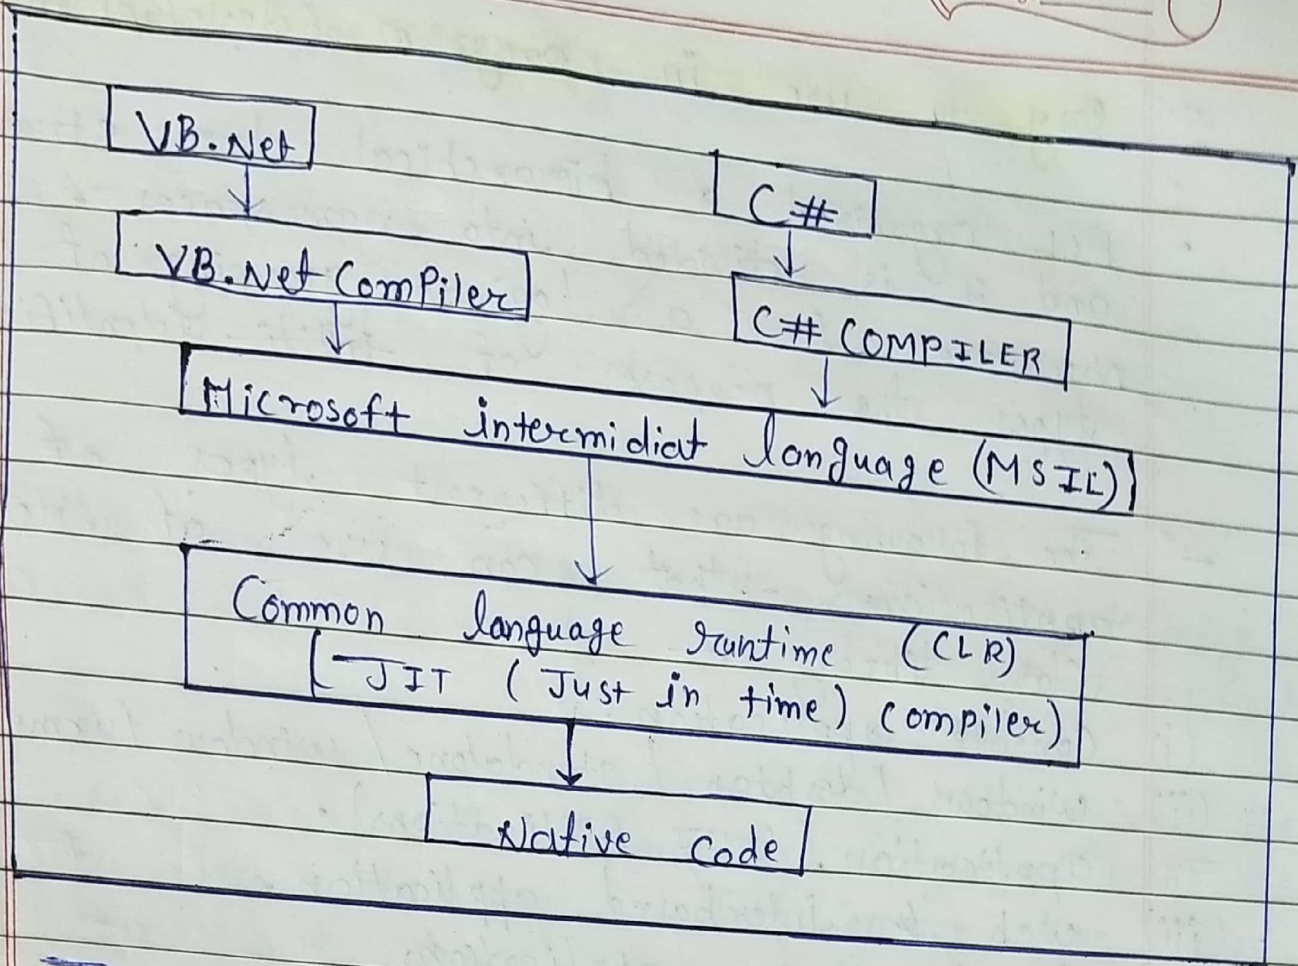 VB.Net
C#
VB.Net Compiler
C# COMPILER
Microsoft intermidiat language (MSIL)
Common language runtime (CLR)
JIT (Just in time) compiler)
Native code